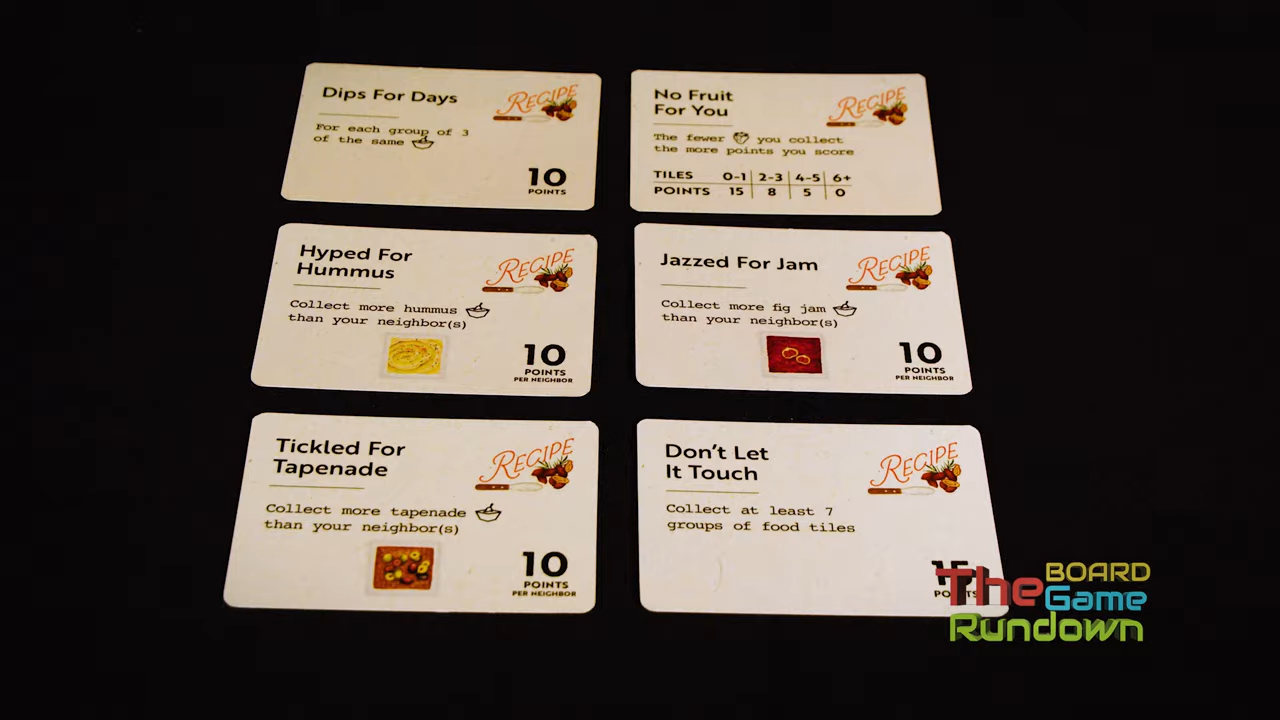 Dips For Days
RECIPE
For each group of 3
of the same
10
POINTS
No Fruit
For You
RECIPE
The fewer you collect
the more points you score
TILES 0-1 2-3 4-5 6+
POINTS 15 8 5 0
Hyped For
Hummus
RECIPE
Collect more hummus
than your neighbor(s)
10
POINTS
PER NEIGHBOR
Jazzed For Jam
RECIPE
Collect more fig jam
than your neighbor(s)
10
POINTS
PER NEIGHBOR
Tickled For
Tapenade
RECIPE
Collect more tapenade
than your neighbor(s)
10
POINTS
PER NEIGHBOR
Don't Let
It Touch
RECIPE
Collect at least 7
groups of food tiles
POINTS
The BOARD
Game
Rundown